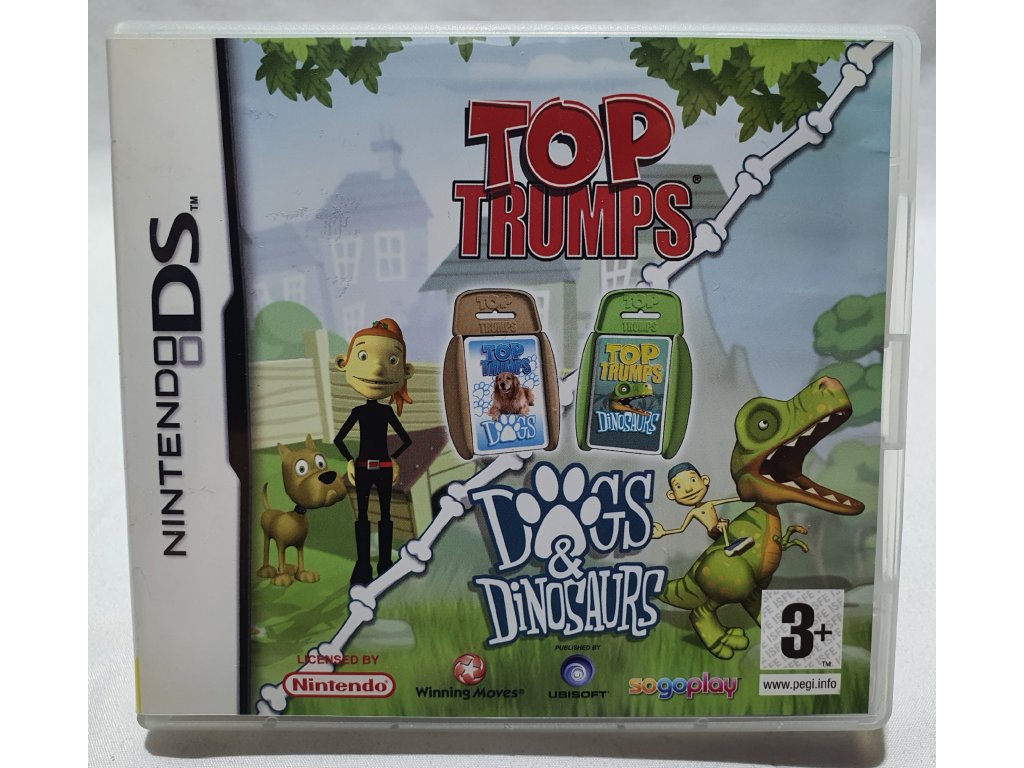 NINTENDO DS™
TOP
TRUMPS®
TOP
TRUMPS
TOP
TRUMPS
DOGS
TOP
TRUMPS
TOP
TRUMPS
DINOSAURS
DOGS
&
DINOSAURS
LICENSED BY
Nintendo
Winning Moves®
PUBLISHED BY
UBISOFT
sogoplay
3+
™
www.pegi.info